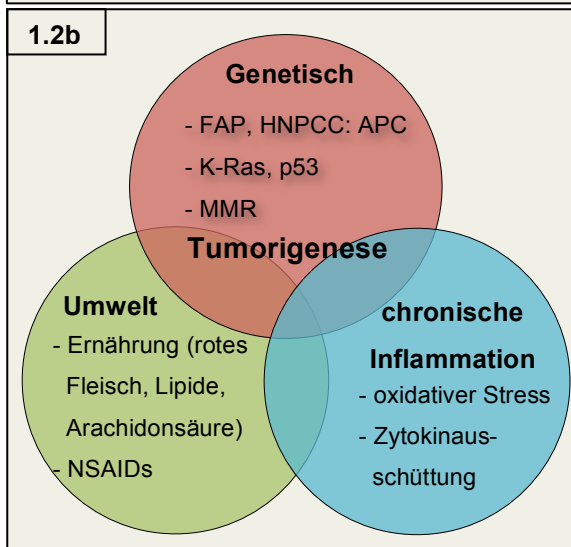 1.2b
Genetisch
- FAP, HNPCC: APC
- K-Ras, p53
- MMR
Tumorigenese
Umwelt
- Ernährung (rotes
Fleisch, Lipide,
Arachidonsäure)
- NSAIDs
chronische
Inflammation
- oxidativer Stress
- Zytokinaus-
schüttung